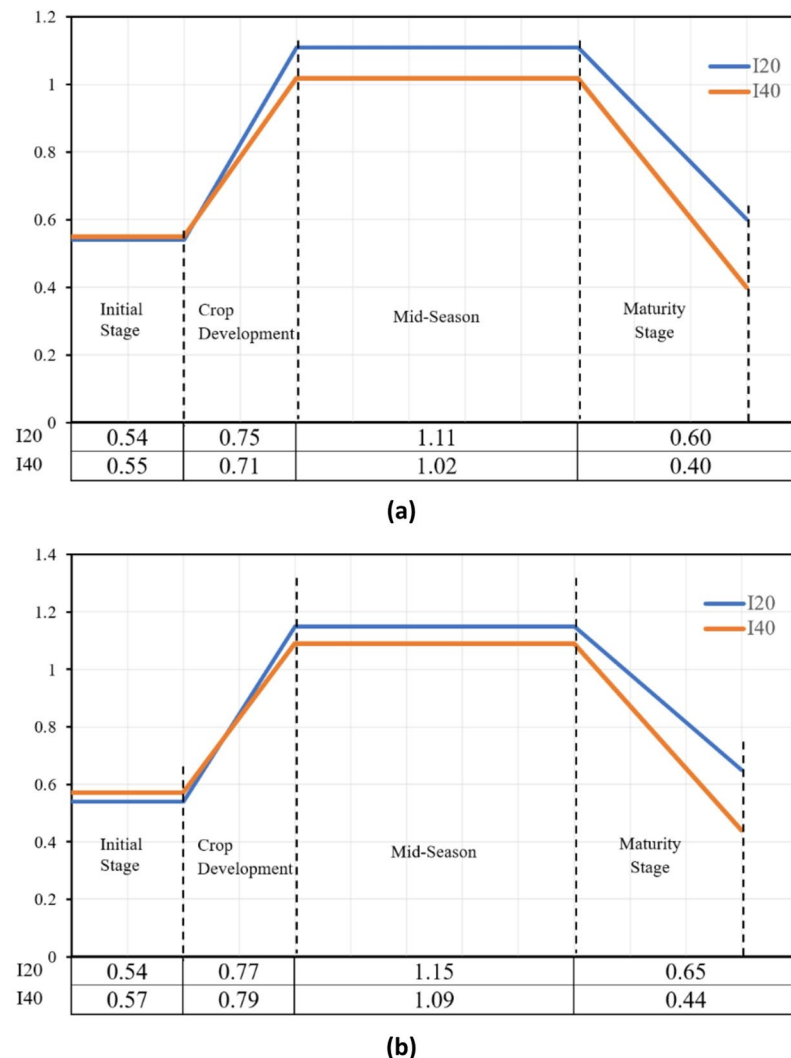 1.2
1
0.8
0.6
0.4
0.2
0
I20
I40
Initial
Stage
Crop
Development
Mid-Season
Maturity
Stage
I20 0.54 0.75 1.11 0.60
I40 0.55 0.71 1.02 0.40
(a)
1.4
1.2
1
0.8
0.6
0.4
0.2
0
I20
I40
Initial
Stage
Crop
Development
Mid-Season
Maturity
Stage
I20 0.54 0.77 1.15 0.65
I40 0.57 0.79 1.09 0.44
(b)